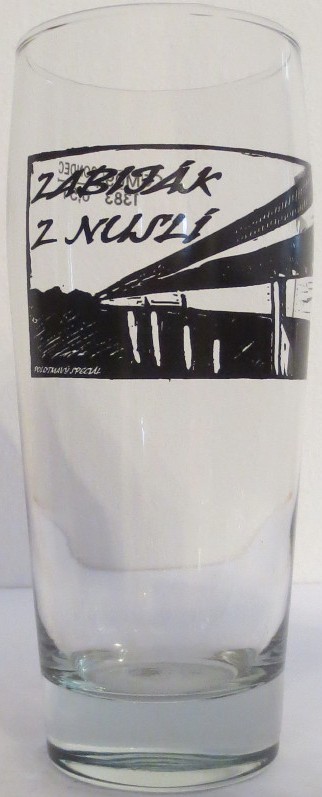 ZABIJÁK
Z NUSLÍ
POLOTMAVÝ SPECIÁL
1383